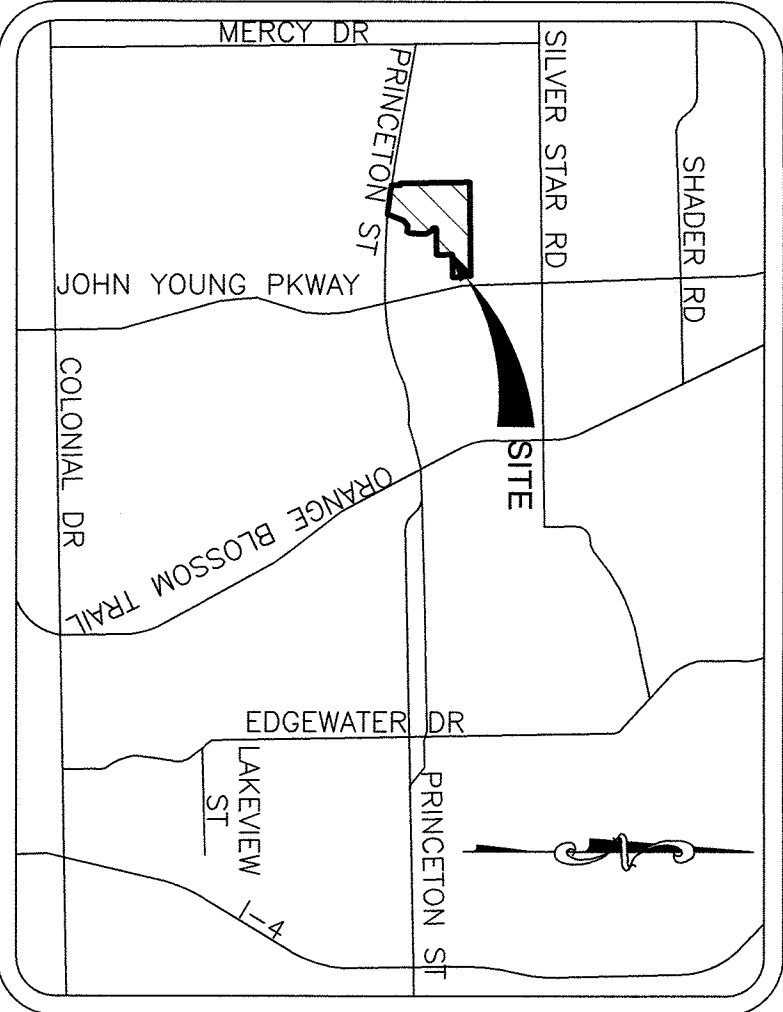 MERCY DR
PRINCETON ST
SILVER STAR RD
SHADER RD
JOHN YOUNG PKWAY
COLONIAL DR
SITE
ORANGE BLOSSOM TRAIL
EDGEWATER DR
LAKEVIEW
ST
PRINCETON ST
I-4
N